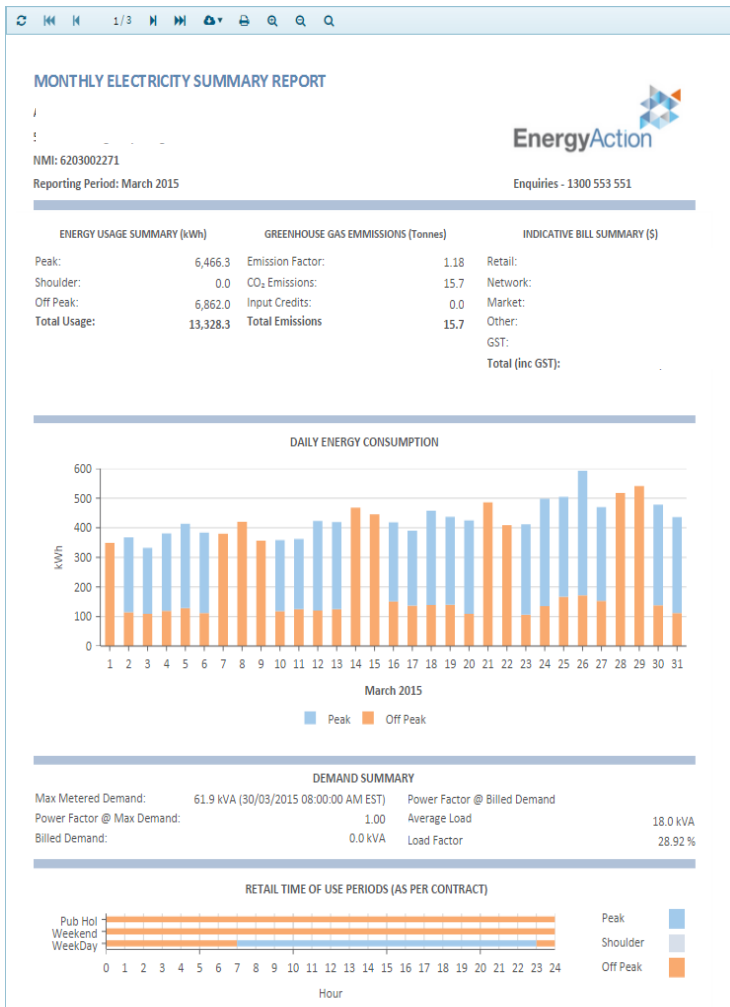 1/3
MONTHLY ELECTRICITY SUMMARY REPORT
EnergyAction
NMI: 6203002271
Reporting Period: March 2015
Enquiries - 1300 553 551
ENERGY USAGE SUMMARY (kWh)
Peak: 6,466.3
Shoulder: 0.0
Off Peak: 6,862.0
Total Usage: 13,328.3
GREENHOUSE GAS EMMISSIONS (Tonnes)
Emission Factor: 1.18
CO₂ Emissions: 15.7
Input Credits: 0.0
Total Emissions 15.7
INDICATIVE BILL SUMMARY ($)
Retail:
Network:
Market:
Other:
GST:
Total (inc GST):
DAILY ENERGY CONSUMPTION
kWh
600
500
400
300
200
100
0
1 2 3 4 5 6 7 8 9 10 11 12 13 14 15 16 17 18 19 20 21 22 23 24 25 26 27 28 29 30 31
March 2015
Peak Off Peak
DEMAND SUMMARY
Max Metered Demand: 61.9 kVA (30/03/2015 08:00:00 AM EST)
Power Factor @ Max Demand: 1.00
Billed Demand: 0.0 kVA
Power Factor @ Billed Demand
Average Load 18.0 kVA
Load Factor 28.92 %
RETAIL TIME OF USE PERIODS (AS PER CONTRACT)
Pub Hol
Weekend
WeekDay
0 1 2 3 4 5 6 7 8 9 10 11 12 13 14 15 16 17 18 19 20 21 22 23 24
Hour
Peak
Shoulder
Off Peak